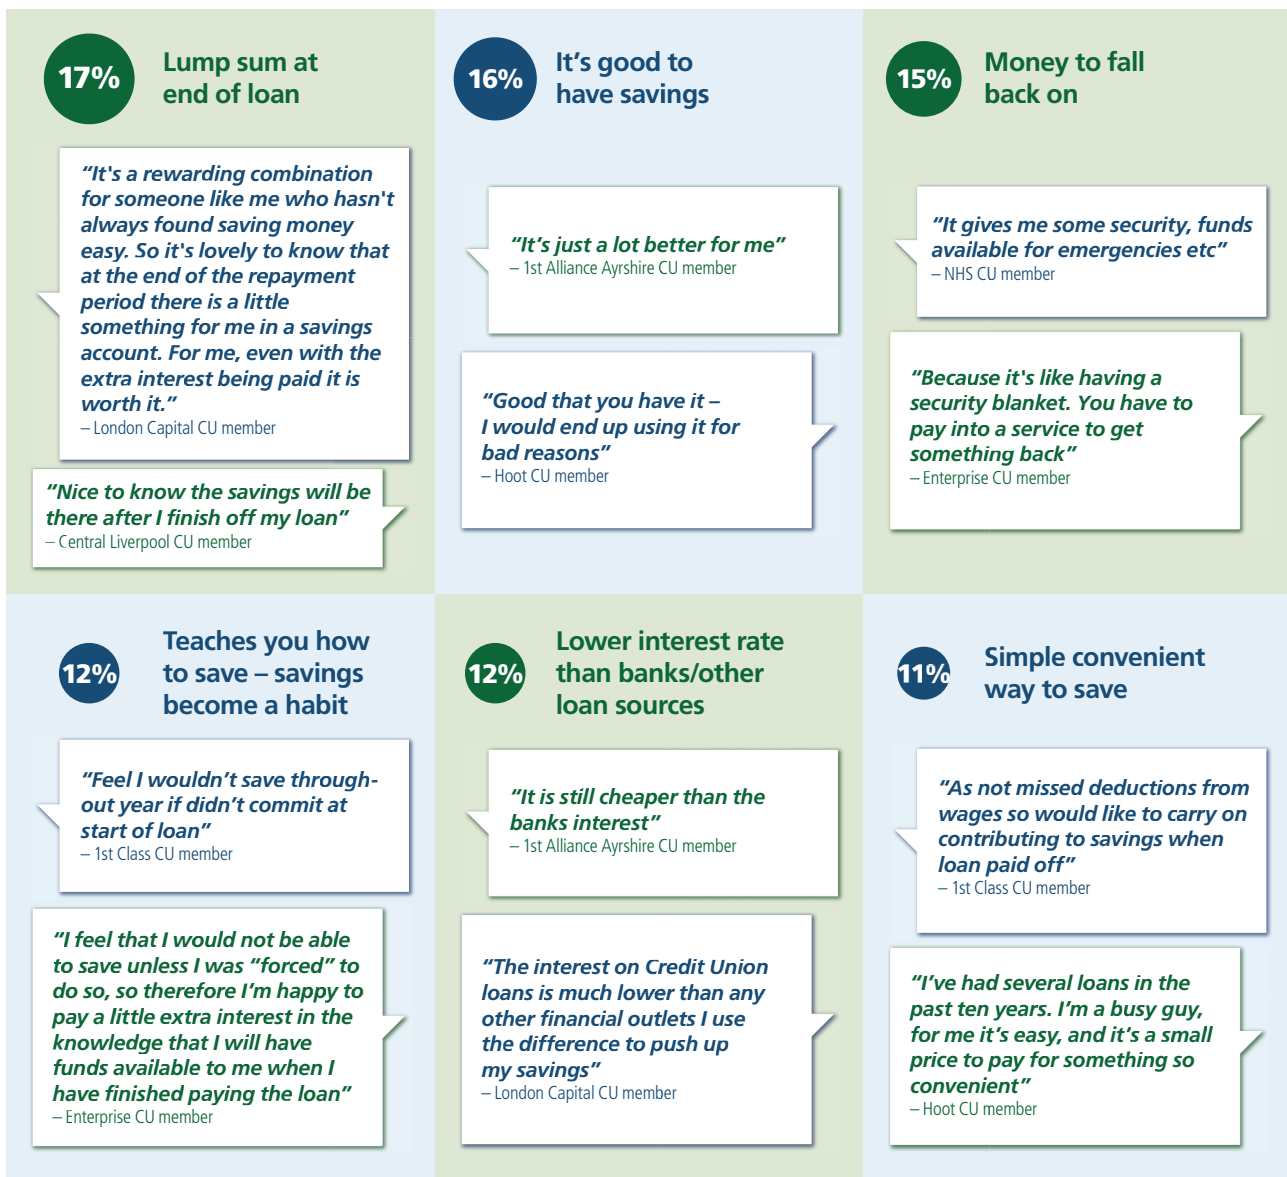 17%
Lump sum at
end of loan
“It's a rewarding combination
for someone like me who hasn't
always found saving money
easy. So it's lovely to know that
at the end of the repayment
period there is a little
something for me in a savings
account. For me, even with the
extra interest being paid it is
worth it.”
– London Capital CU member
“Nice to know the savings will be
there after I finish off my loan”
– Central Liverpool CU member
16%
It’s good to
have savings
“It’s just a lot better for me”
– 1st Alliance Ayrshire CU member
“Good that you have it –
I would end up using it for
bad reasons”
– Hoot CU member
15%
Money to fall
back on
“It gives me some security, funds
available for emergencies etc”
– NHS CU member
“Because it's like having a
security blanket. You have to
pay into a service to get
something back”
– Enterprise CU member
12%
Teaches you how
to save – savings
become a habit
“Feel I wouldn’t save through-
out year if didn’t commit at
start of loan”
– 1st Class CU member
“I feel that I would not be able
to save unless I was “forced” to
do so, so therefore I’m happy to
pay a little extra interest in the
knowledge that I will have
funds available to me when I
have finished paying the loan”
– Enterprise CU member
12%
Lower interest rate
than banks/other
loan sources
“It is still cheaper than the
banks interest”
– 1st Alliance Ayrshire CU member
“The interest on Credit Union
loans is much lower than any
other financial outlets I use
the difference to push up
my savings”
– London Capital CU member
11%
Simple convenient
way to save
“As not missed deductions from
wages so would like to carry on
contributing to savings when
loan paid off”
– 1st Class CU member
“I’ve had several loans in the
past ten years. I’m a busy guy,
for me it’s easy, and it’s a small
price to pay for something so
convenient”
– Hoot CU member